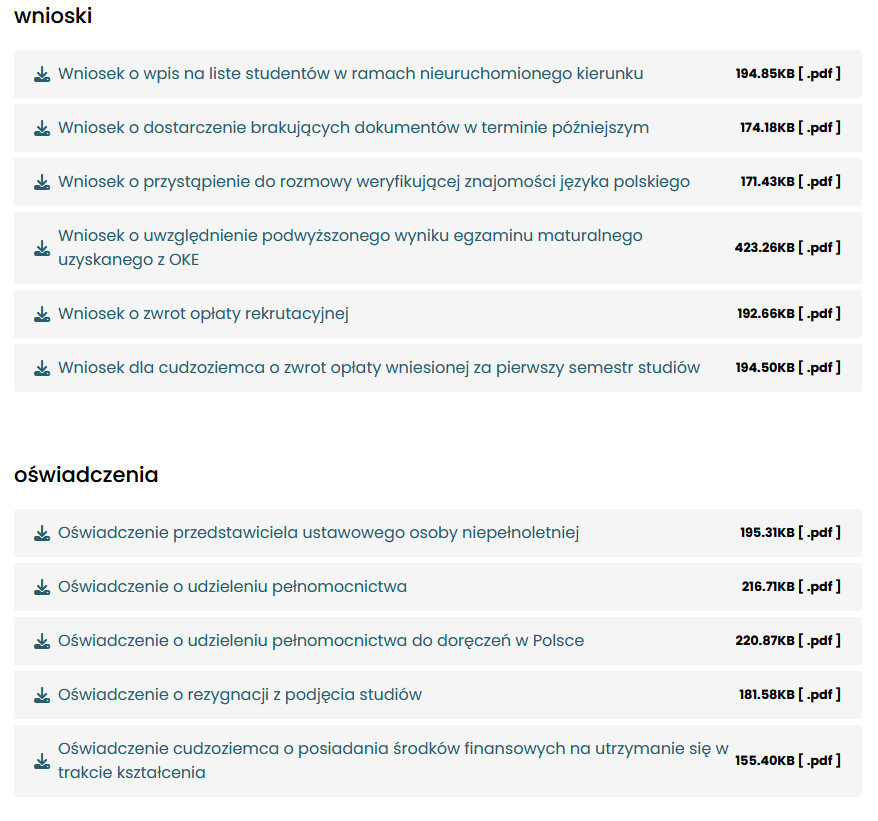 wnioski
Wniosek o wpis na liste studentów w ramach nieuruchomionego kierunku 194.85KB [ .pdf ]
Wniosek o dostarczenie brakujących dokumentów w terminie późniejszym 174.18KB [ .pdf ]
Wniosek o przystąpienie do rozmowy weryfikującej znajomości języka polskiego 171.43KB [ .pdf ]
Wniosek o uwzględnienie podwyższonego wyniku egzaminu maturalnego
uzyskanego z OKE 423.26KB [ .pdf ]
Wniosek o zwrot opłaty rekrutacyjnej 192.66KB [ .pdf ]
Wniosek dla cudzoziemca o zwrot opłaty wniesionej za pierwszy semestr studiów 194.50KB [ .pdf ]
oświadczenia
Oświadczenie przedstawiciela ustawowego osoby niepełnoletniej 195.31KB [ .pdf ]
Oświadczenie o udzieleniu pełnomocnictwa 216.71KB [ .pdf ]
Oświadczenie o udzieleniu pełnomocnictwa do doręczeń w Polsce 220.87KB [ .pdf ]
Oświadczenie o rezygnacji z podjęcia studiów 181.58KB [ .pdf ]
Oświadczenie cudzoziemca o posiadania środków finansowych na utrzymanie się w
trakcie kształcenia 155.40KB [ .pdf ]